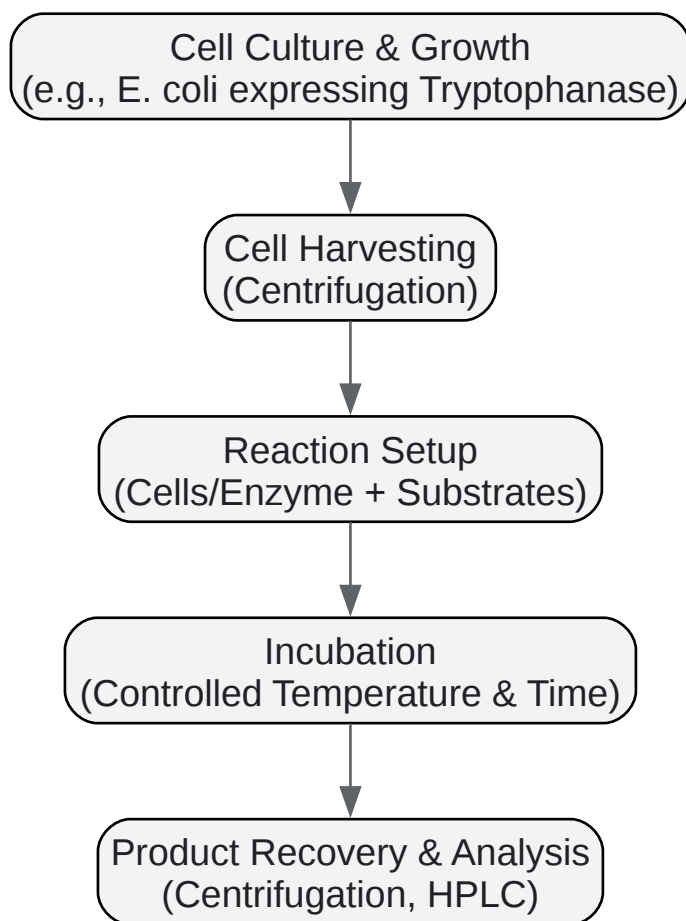 Cell Culture & Growth
(e.g., E. coli expressing Tryptophanase)
Cell Harvesting
(Centrifugation)
Reaction Setup
(Cells/Enzyme + Substrates)
Incubation
(Controlled Temperature & Time)
Product Recovery & Analysis
(Centrifugation, HPLC)